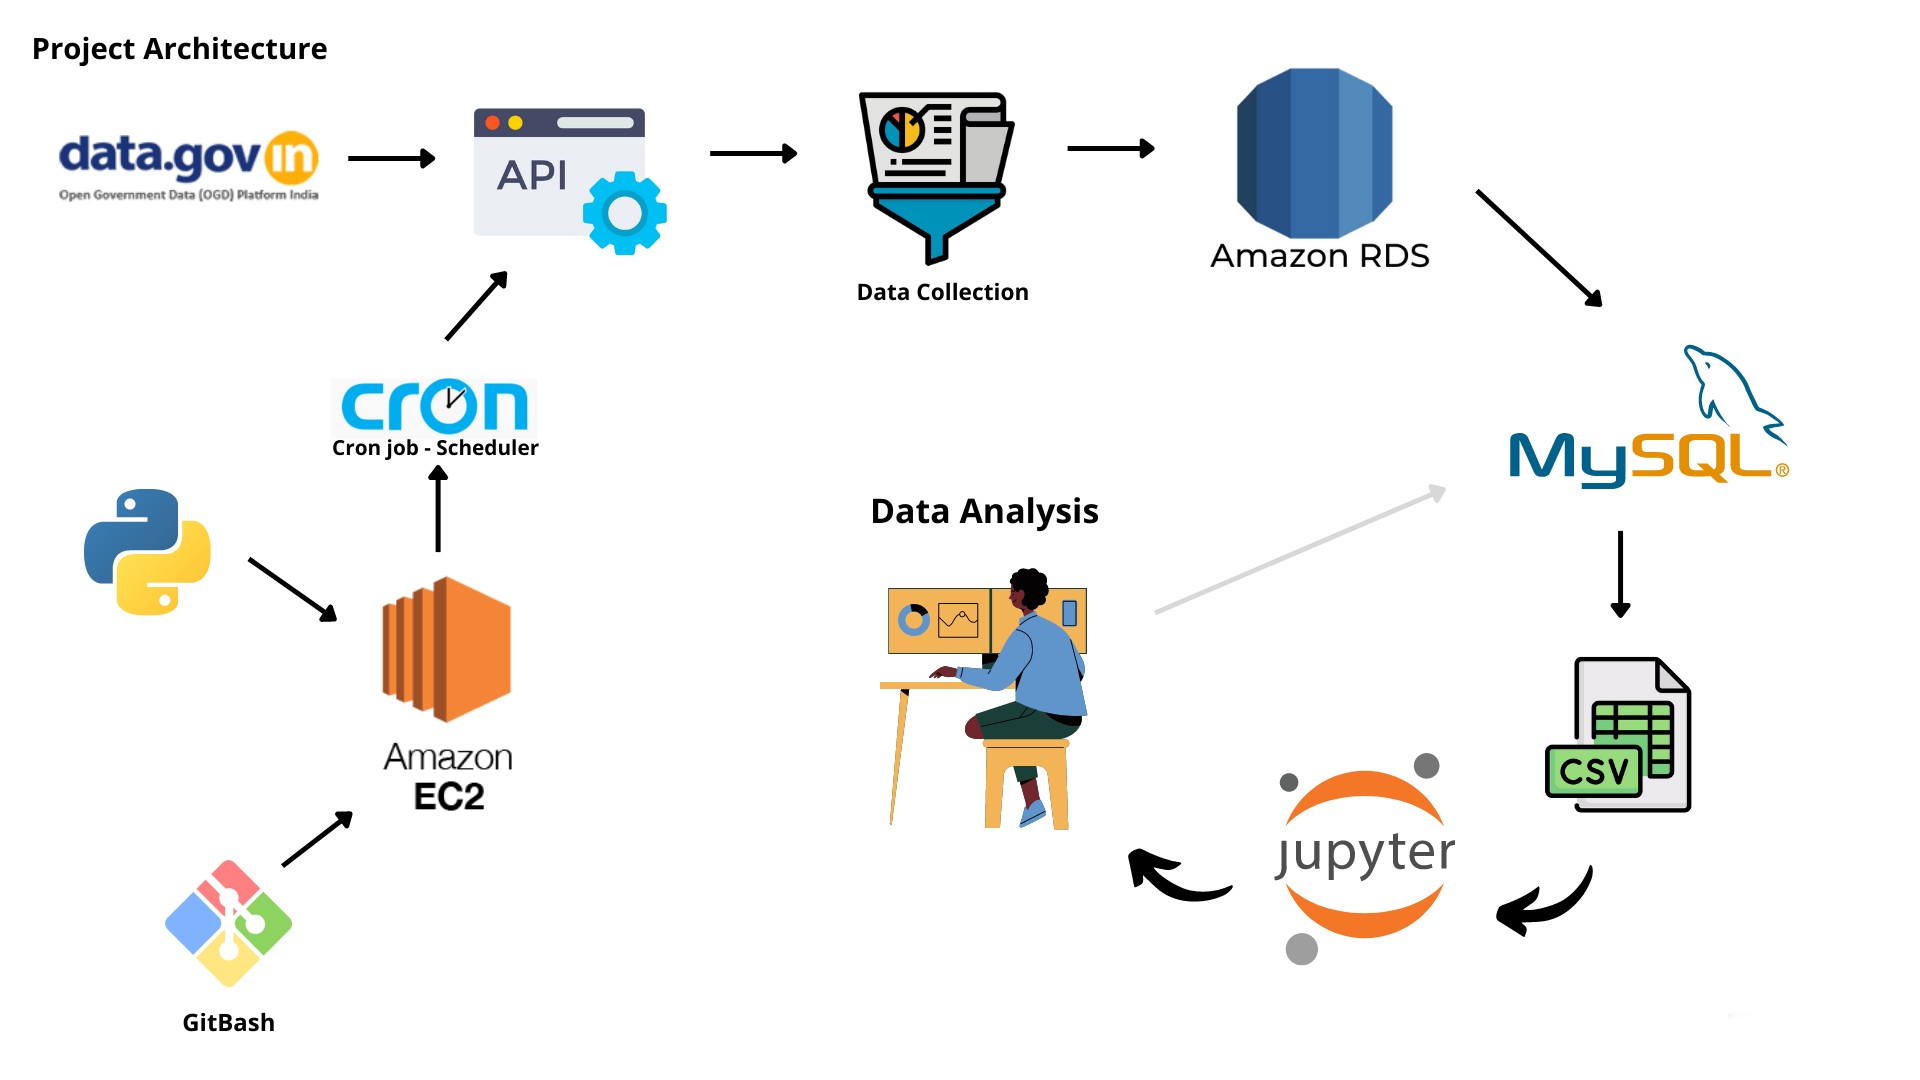 Project Architecture
data.gov in
Open Government Data (OGD) Platform India
API
Data Collection
Amazon RDS
cron
Cron job - Scheduler
MySQL®
Data Analysis
Amazon
EC2
CSV
jupyter
GitBash